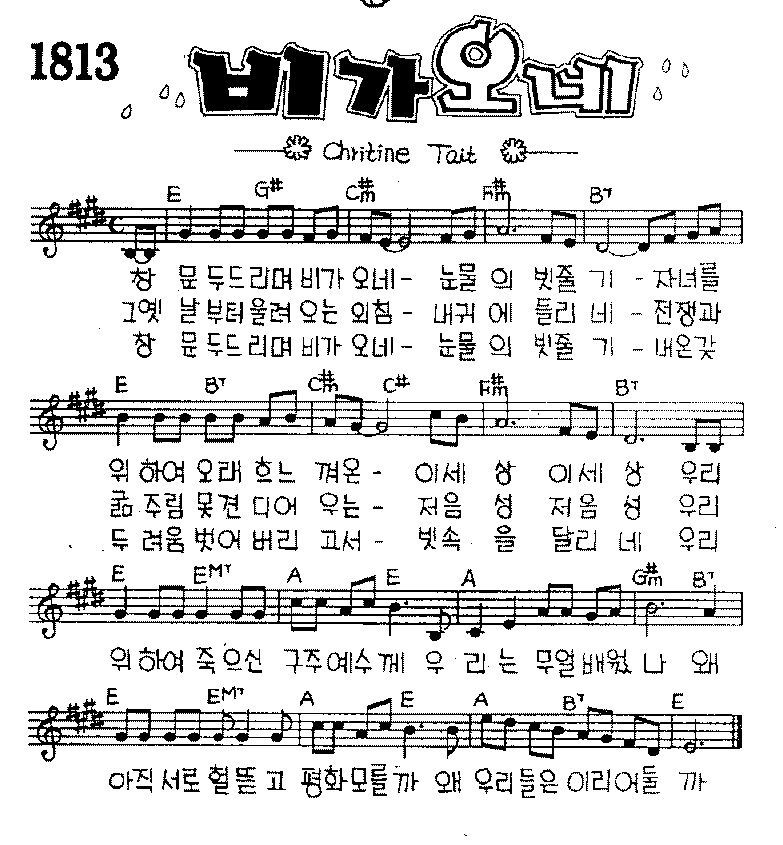 1813 비가오네
Chritine Tait
E G# C#m F#m B7
창 문 두드리며 비가 오네 - 눈물 의 빗줄 기 - 자녀를
그옛 날 부터 울려 오는 외침 - 내귀 에 들리 네 - 전쟁과
창 문 두드리며 비가 오네 - 눈물 의 빗줄 기 - 내온갖
E B7 C#m C# F#m B7
위 하여 오래 흐느 껴온 - 이세 상 이세 상 우리
굶 주림 못견 디어 우는 - 저음 성 저음 성 우리
두 려움 벗어 버리 고서 - 빗속 을 달리 네 우리
E EM7 A E A G#m B7
위 하여 죽으신 구주예수께 우 리 는 무얼배웠 나 왜
E EM7 A E A B7 E
아직 서로 헐뜯 고 평화모를까 왜 우리들은 이리어둘 까